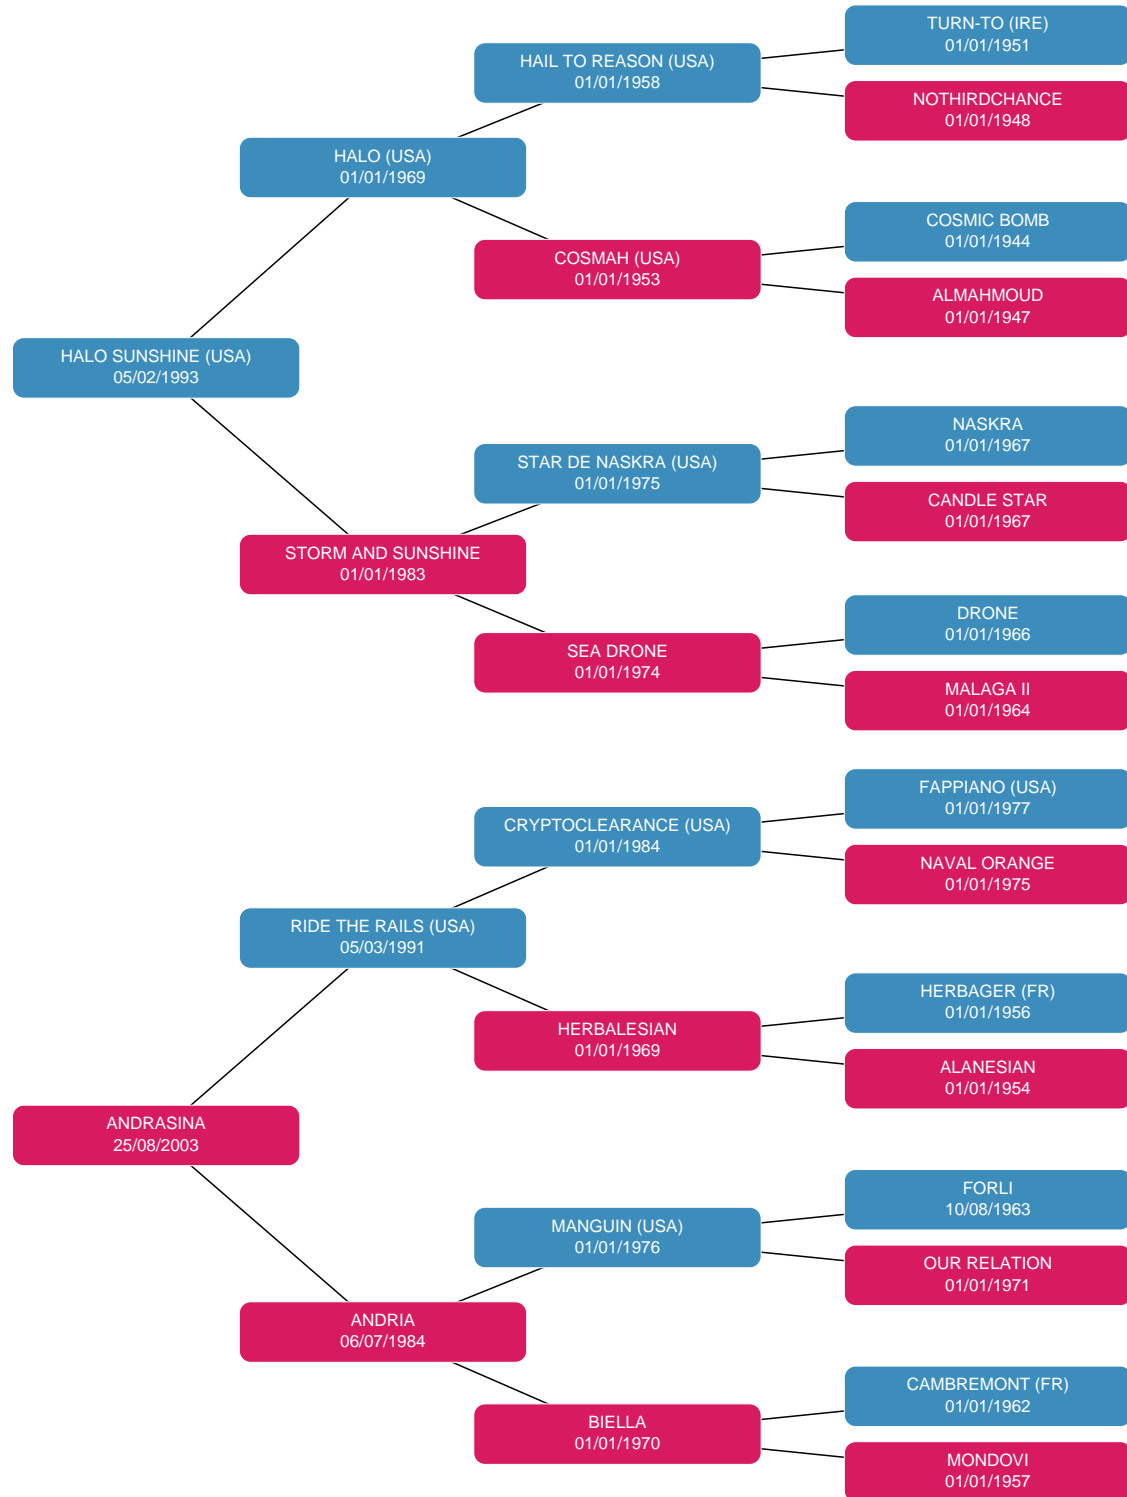 TURN-TO (IRE)
01/01/1951
HAIL TO REASON (USA)
01/01/1958
NOTHIRDCHANCE
01/01/1948
HALO (USA)
01/01/1969
COSMIC BOMB
01/01/1944
COSMAH (USA)
01/01/1953
ALMAHMOUD
01/01/1947
HALO SUNSHINE (USA)
05/02/1993
NASKRA
01/01/1967
STAR DE NASKRA (USA)
01/01/1975
CANDLE STAR
01/01/1967
STORM AND SUNSHINE
01/01/1983
DRONE
01/01/1966
SEA DRONE
01/01/1974
MALAGA II
01/01/1964
FAPPIANO (USA)
01/01/1977
CRYPTOCLEARANCE (USA)
01/01/1984
NAVAL ORANGE
01/01/1975
RIDE THE RAILS (USA)
05/03/1991
HERBAGER (FR)
01/01/1956
HERBALESIAN
01/01/1969
ALANESIAN
01/01/1954
ANDRASINA
25/08/2003
FORLI
10/08/1963
MANGUIN (USA)
01/01/1976
OUR RELATION
01/01/1971
ANDRIA
06/07/1984
CAMBREMONT (FR)
01/01/1962
BIELLA
01/01/1970
MONDOVI
01/01/1957